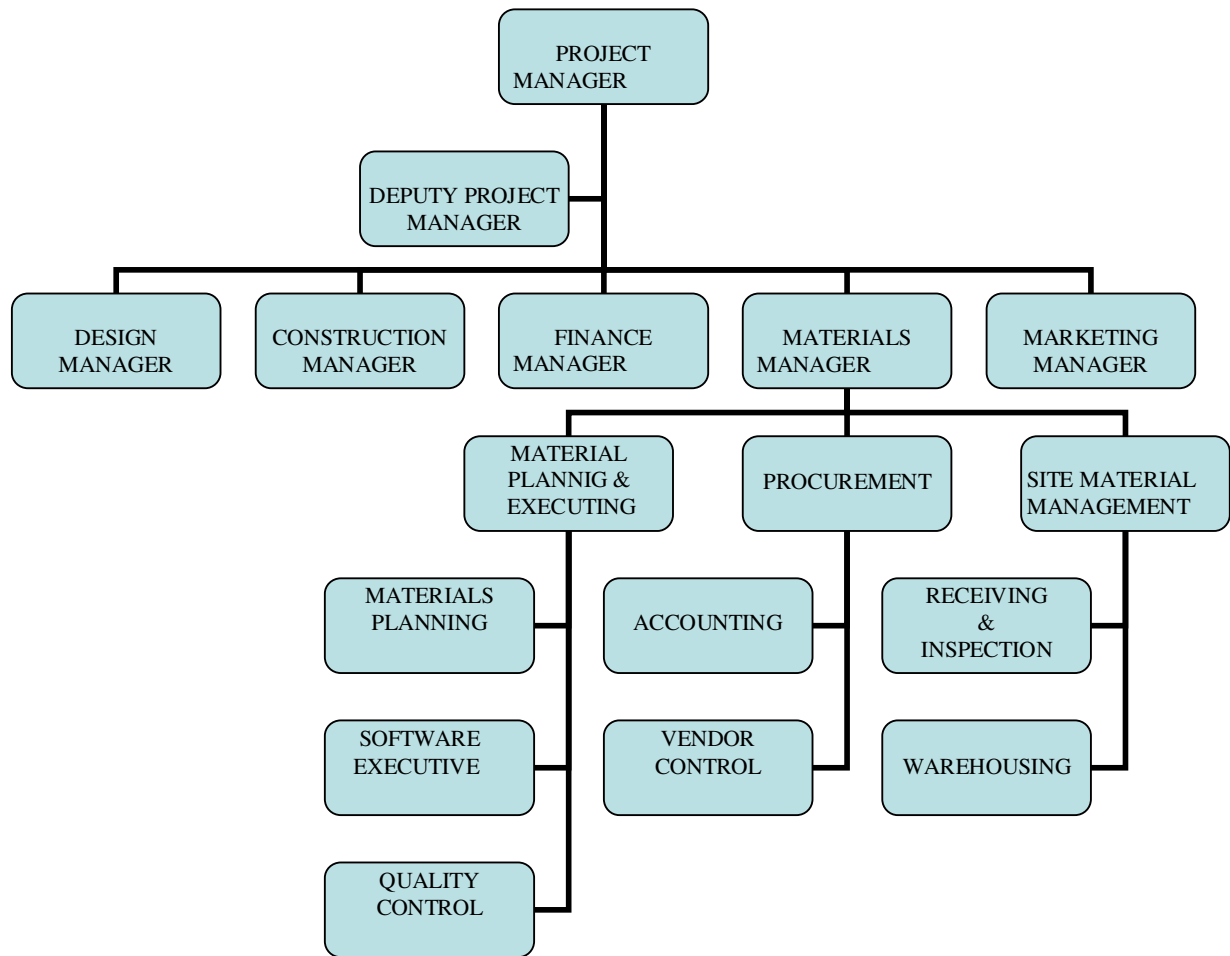 PROJECT
MANAGER
DEPUTY PROJECT
MANAGER
DESIGN
MANAGER
CONSTRUCTION
MANAGER
FINANCE
MANAGER
MATERIALS
MANAGER
MARKETING
MANAGER
MATERIAL
PLANNIG &
EXECUTING
PROCUREMENT
SITE MATERIAL
MANAGEMENT
MATERIALS
PLANNING
ACCOUNTING
RECEIVING
&
INSPECTION
SOFTWARE
EXECUTIVE
VENDOR
CONTROL
WAREHOUSING
QUALITY
CONTROL